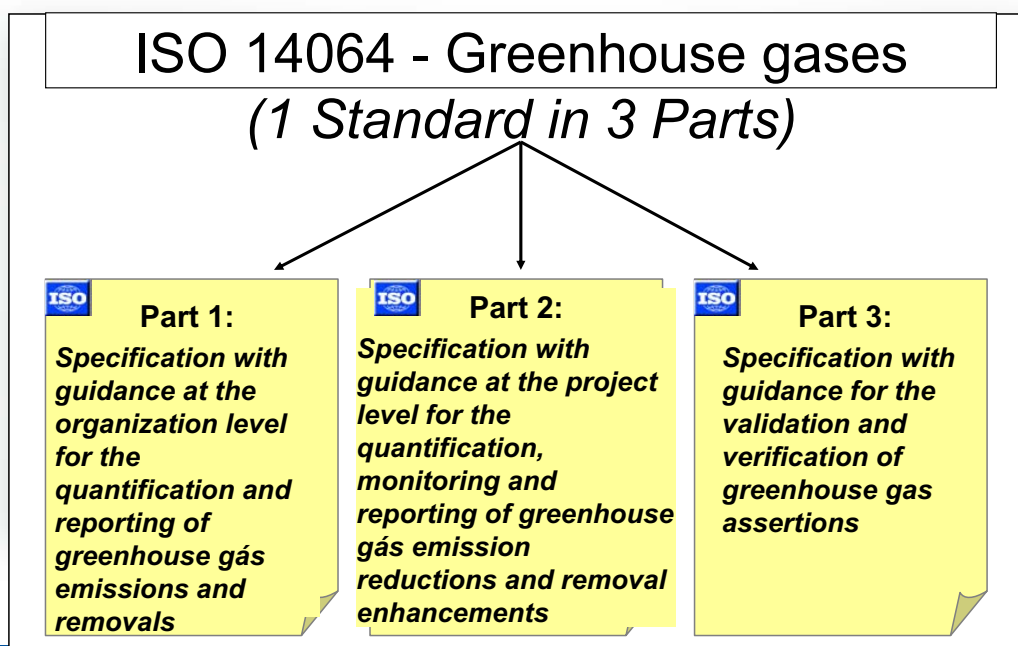 ISO 14064 - Greenhouse gases
(1 Standard in 3 Parts)
ISO
Part 1:
Specification with
guidance at the
organization level
for the
quantification and
reporting of
greenhouse gás
emissions and
removals
ISO
Part 2:
Specification with
guidance at the project
level for the
quantification,
monitoring and
reporting of greenhouse
gás emission
reductions and removal
enhancements
ISO
Part 3:
Specification with
guidance for the
validation and
verification of
greenhouse gas
assertions